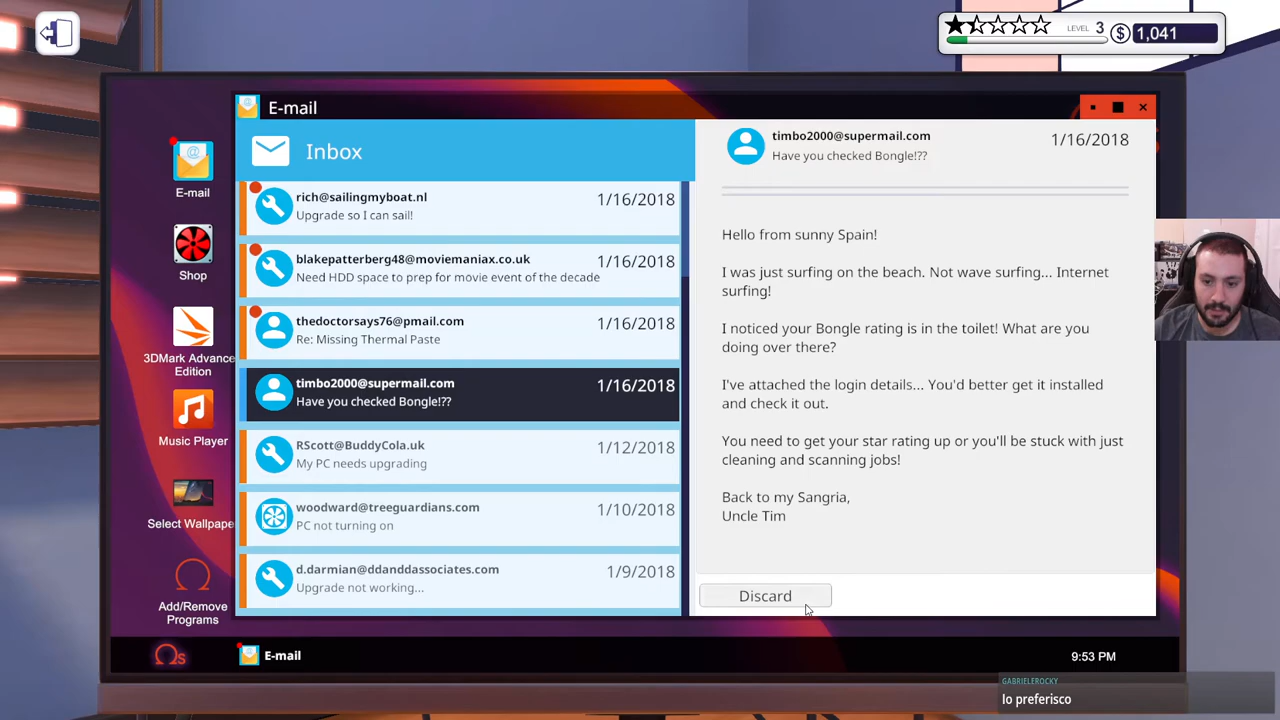 LEVEL 3 $ 1,041
E-mail
Inbox
rich@sailingmyboat.nl 1/16/2018
Upgrade so I can sail!
blakepatterberg48@moviemaniax.co.uk 1/16/2018
Need HDD space to prep for movie event of the decade
thedoctorsays76@pmail.com 1/16/2018
Re: Missing Thermal Paste
timbo2000@supermail.com 1/16/2018
Have you checked Bongle!??
RScott@BuddyCola.uk 1/12/2018
My PC needs upgrading
woodward@treeguardians.com 1/10/2018
PC not turning on
d.darmian@ddanddassociates.com 1/9/2018
Upgrade not working...
timbo2000@supermail.com 1/16/2018
Have you checked Bongle!??
Hello from sunny Spain!
I was just surfing on the beach. Not wave surfing... Internet
surfing!
I noticed your Bongle rating is in the toilet! What are you
doing over there?
I've attached the login details... You'd better get it installed
and check it out.
You need to get your star rating up or you'll be stuck with just
cleaning and scanning jobs!
Back to my Sangria,
Uncle Tim
Discard
E-mail
Shop
3DMark Advance
Edition
Music Player
Select Wallpape
Add/Remove
Programs
Ωs E-mail 9:53 PM
GABRIELEROCKY
Io preferisco